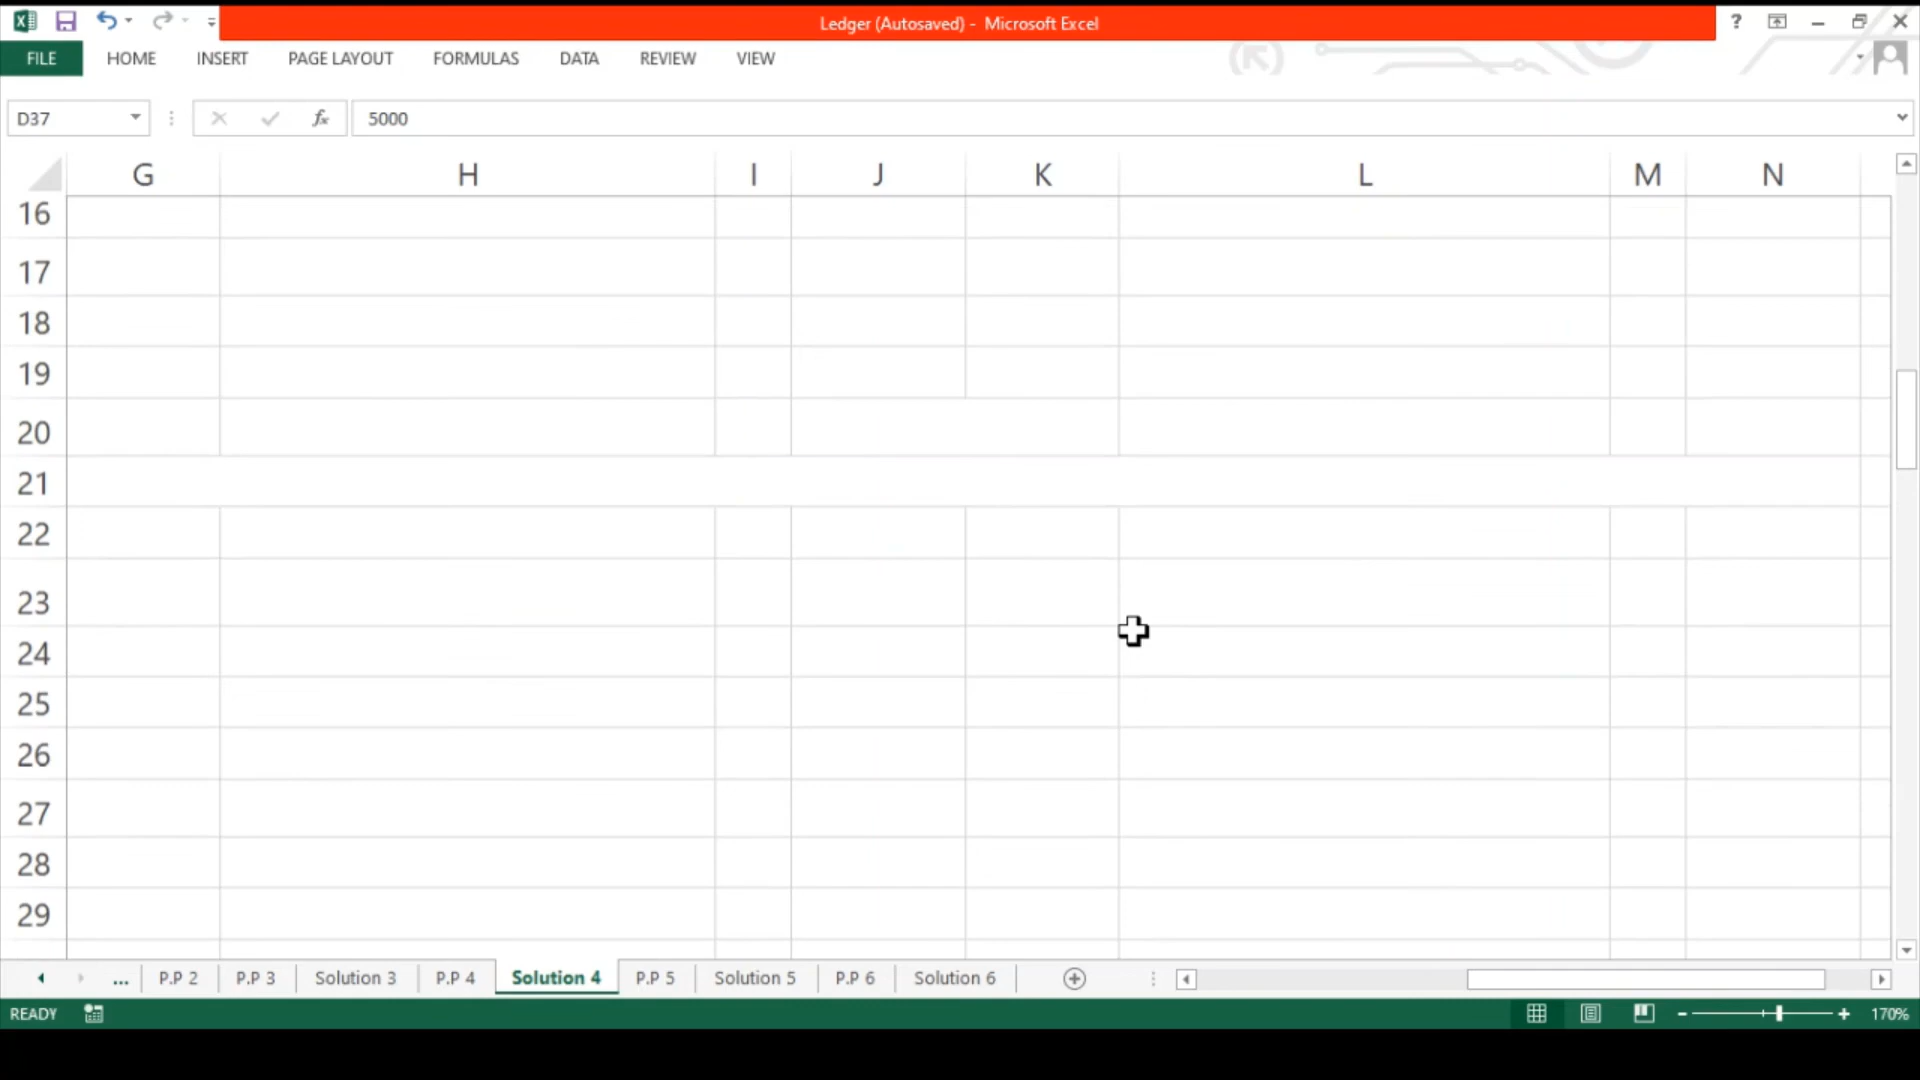 Ledger (Autosaved) - Microsoft Excel ?
FILE HOME INSERT PAGE LAYOUT FORMULAS DATA REVIEW VIEW
D37 fx 5000
G H I J K L M N
16
17
18
19
20
21
22
23
24
25
26
27
28
29
... P.P 2 P.P 3 Solution 3 P.P 4 Solution 4 P.P 5 Solution 5 P.P 6 Solution 6
READY 170%